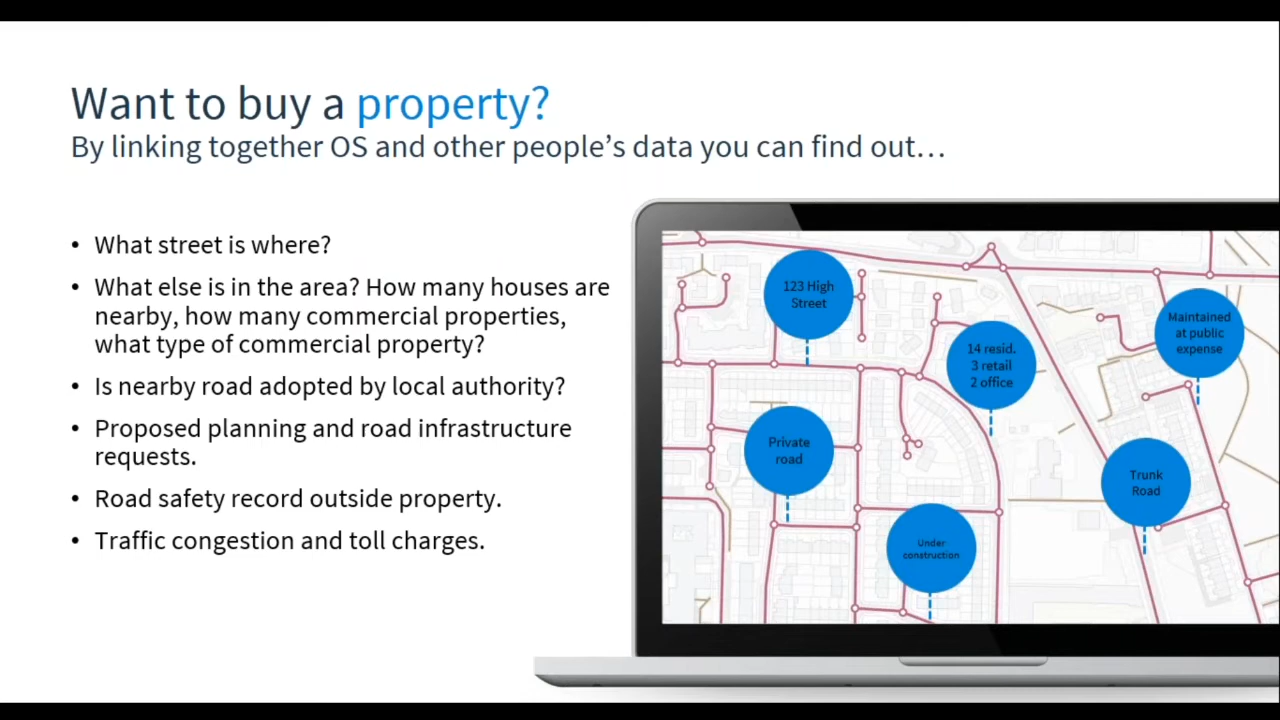 Want to buy a property?
By linking together OS and other people’s data you can find out…
• What street is where?
• What else is in the area? How many houses are
nearby, how many commercial properties,
what type of commercial property?
• Is nearby road adopted by local authority?
• Proposed planning and road infrastructure
requests.
• Road safety record outside property.
• Traffic congestion and toll charges.
123 High
Street
Maintained
at public
expense
14 resid.
3 retail
2 office
Private
road
Trunk
Road
Under
construction